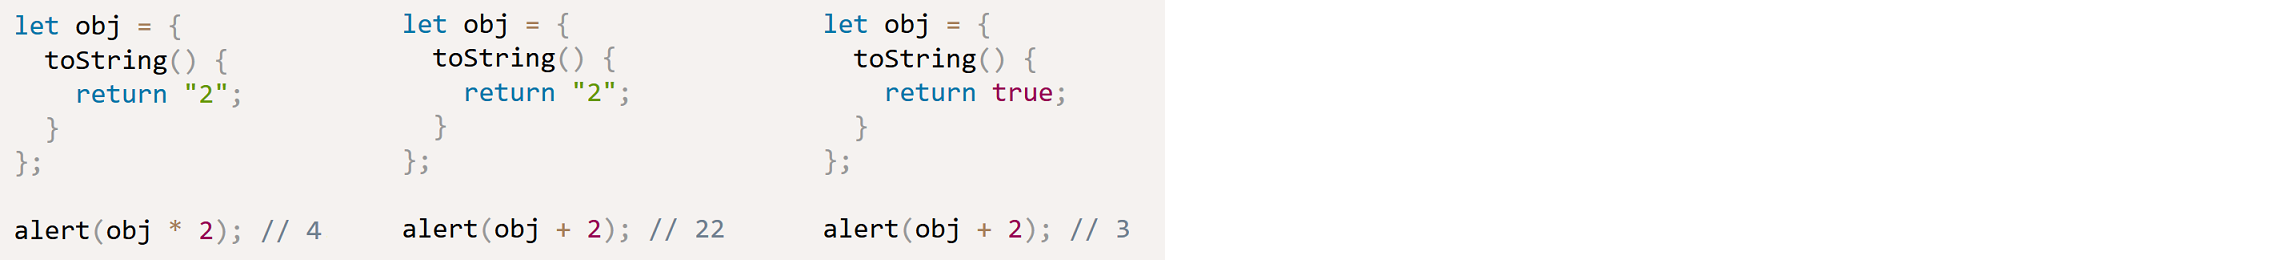 let obj = {
  toString() {
    return "2";
  }
};

alert(obj * 2); // 4

let obj = {
  toString() {
    return "2";
  }
};

alert(obj + 2); // 22

let obj = {
  toString() {
    return true;
  }
};

alert(obj + 2); // 3